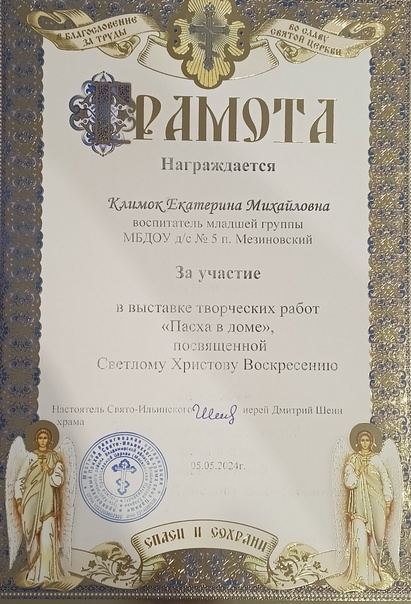 В БЛАГОСЛОВЕНИЕ
ЗА ТРУДЫ
ВО СЛАВУ
СВЯТОЙ ЦЕРКВИ
ГРАМОТА
Награждается
Климок Екатерина Михайловна
воспитатель младшей группы
МБДОУ д/с № 5 п. Мезиновский
За участие
в выставке творческих работ
«Пасха в доме»,
посвященной
Светлому Христову Воскресению
Настоятель Свято-Ильинского иерей Дмитрий Шеин
храма
05.05.2024г.
СПАСИ И СОХРАНИ